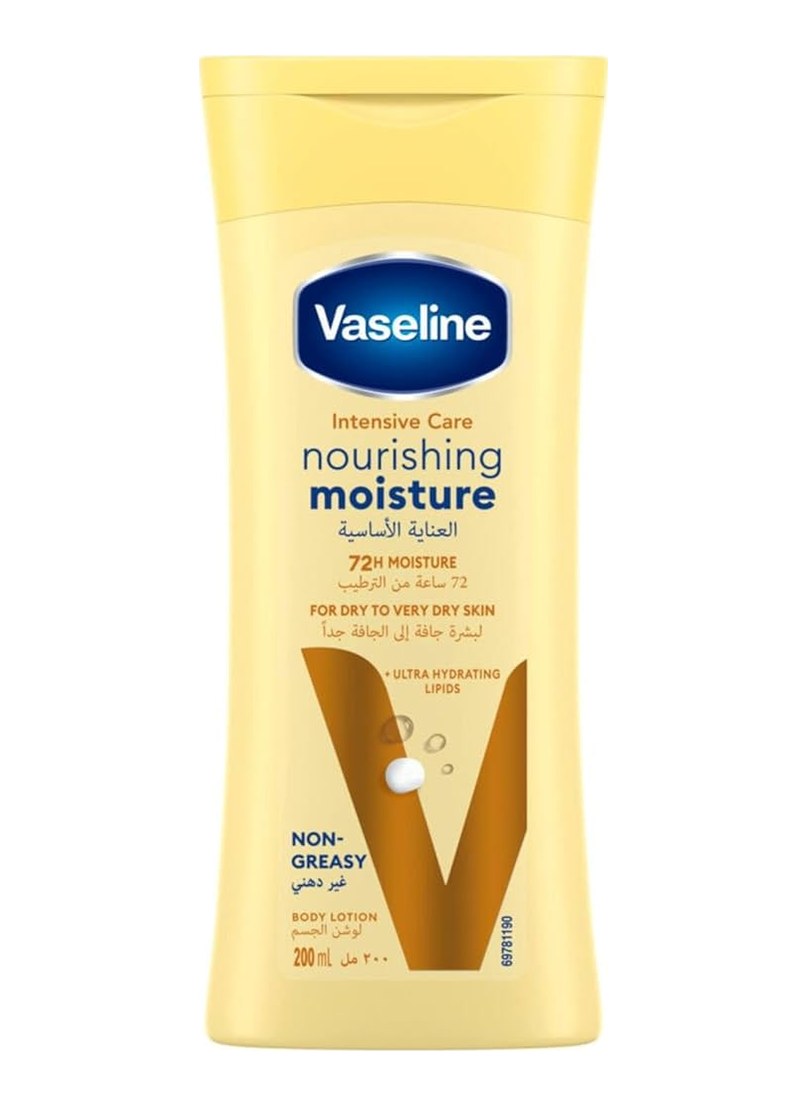 Vaseline
Intensive Care
nourishing
moisture
العناية الأساسية
72H MOISTURE
72 ساعة من الترطيب
FOR DRY TO VERY DRY SKIN
لبشرة جافة إلى الجافة جداً
+ ULTRA HYDRATING
LIPIDS
NON-
GREASY
غير دهني
BODY LOTION
لوشن الجسم
200 mL ٢٠٠ مل
69781190